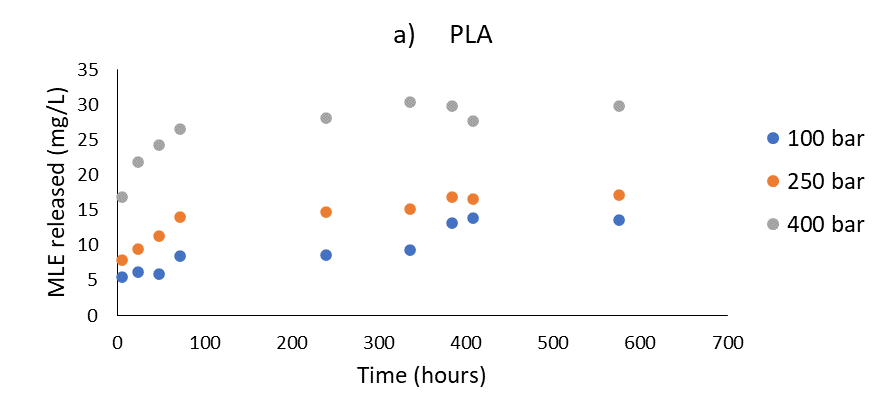 a) PLA
35
30
25
20
15
10
5
0
MLE released (mg/L)
0 100 200 300 400 500 600 700
Time (hours)
100 bar
250 bar
400 bar